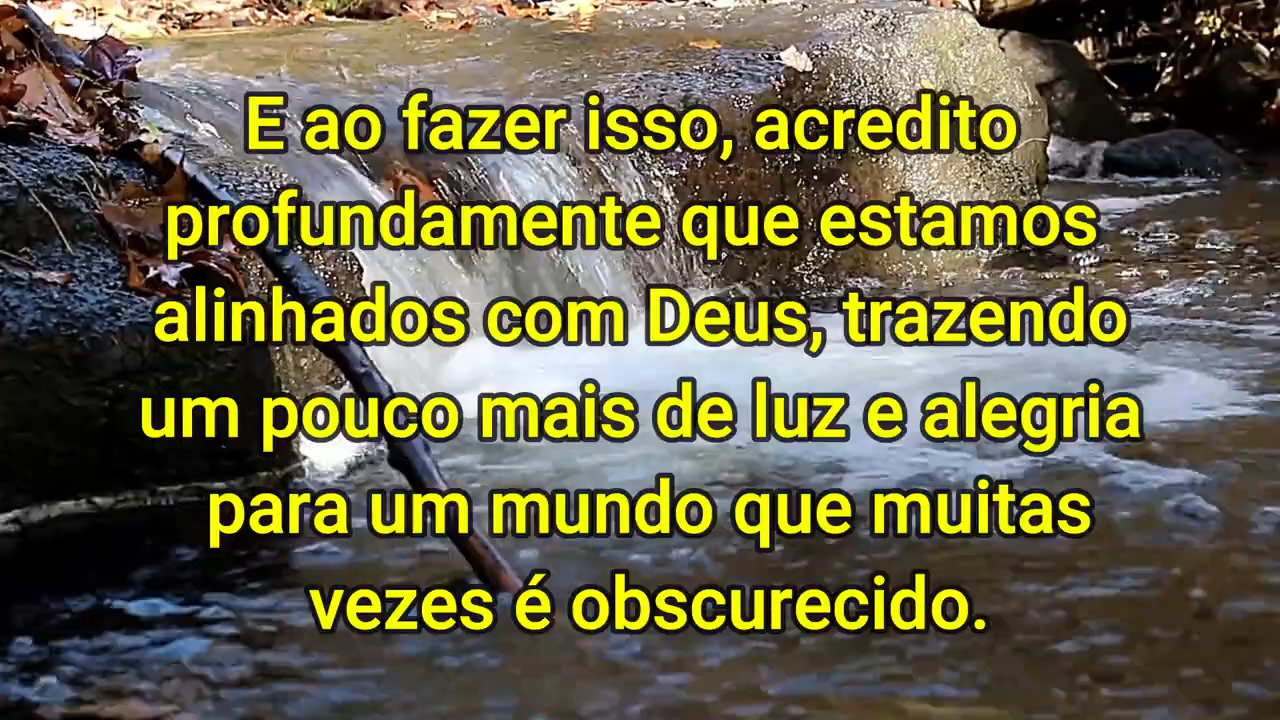 E ao fazer isso, acredito
profundamente que estamos
alinhados com Deus, trazendo
um pouco mais de luz e alegria
para um mundo que muitas
vezes é obscurecido.